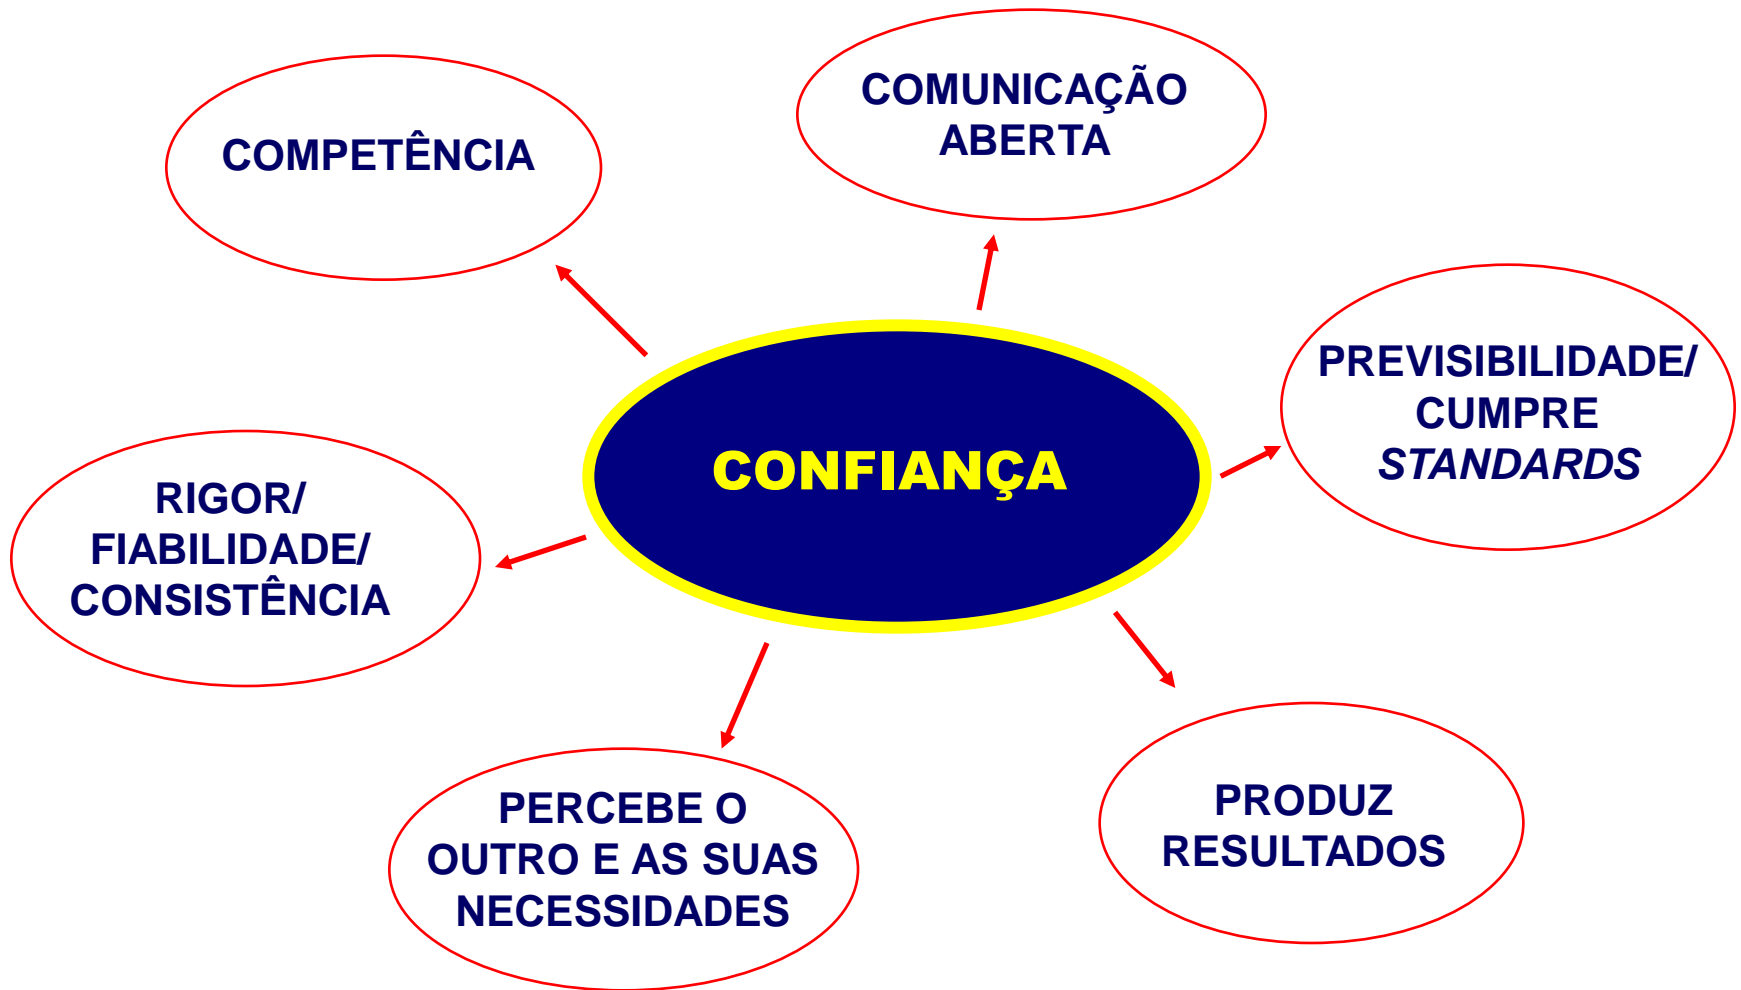 COMUNICAÇÃO
ABERTA
COMPETÊNCIA
PREVISIBILIDADE/
CUMPRE
STANDARDS
CONFIANÇA
RIGOR/
FIABILIDADE/
CONSISTÊNCIA
PERCEBE O
OUTRO E AS SUAS
NECESSIDADES
PRODUZ
RESULTADOS